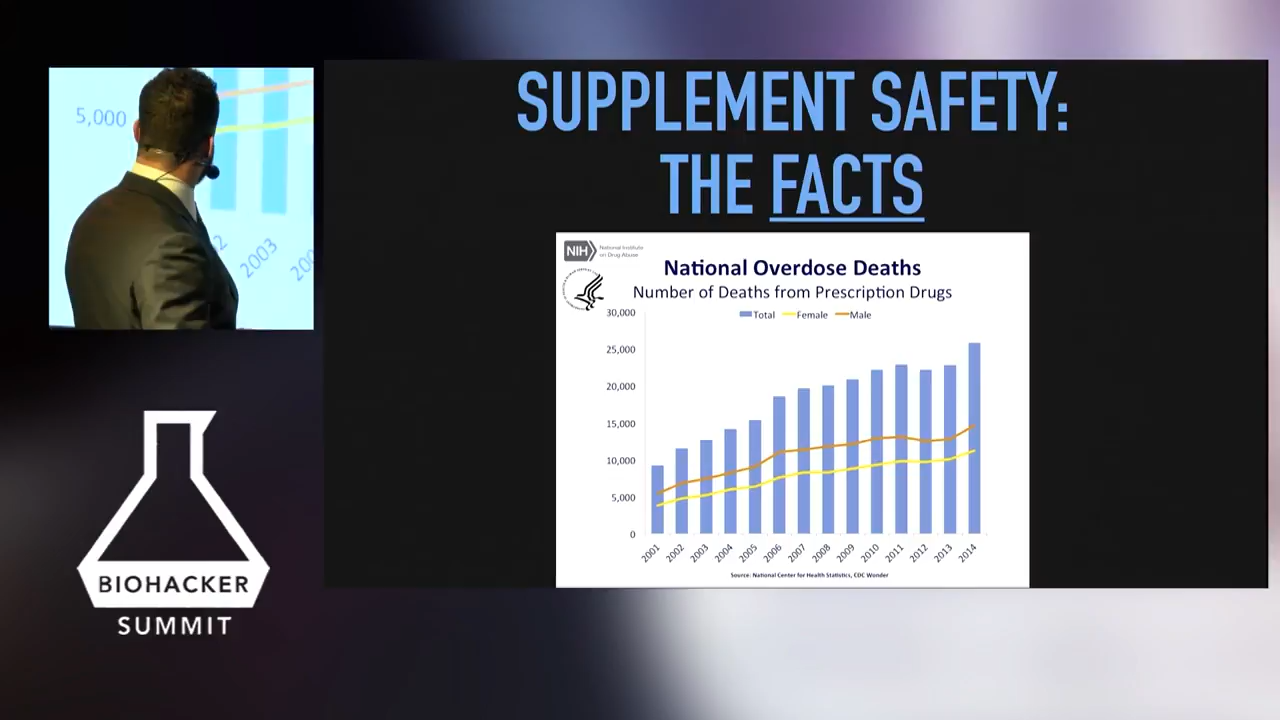 SUPPLEMENT SAFETY:
THE FACTS
NIH
National Institute
on Drug Abuse
National Overdose Deaths
Number of Deaths from Prescription Drugs
Total Female Male
30,000
25,000
20,000
15,000
10,000
5,000
0
2001 2002 2003 2004 2005 2006 2007 2008 2009 2010 2011 2012 2013 2014
Source: National Center for Health Statistics, CDC Wonder
5,000
2003
BIOHACKER
SUMMIT